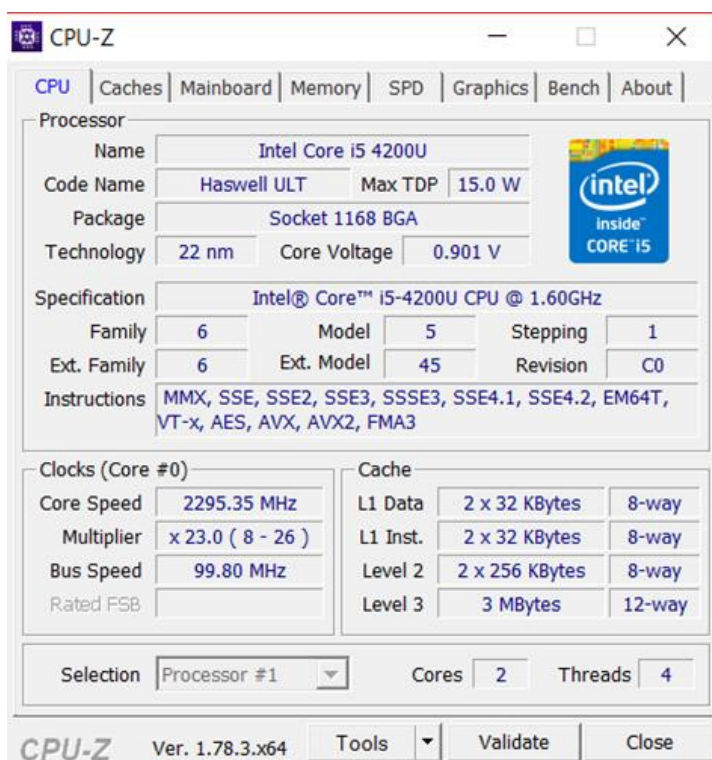 CPU-Z
CPU Caches Mainboard Memory SPD Graphics Bench About
Processor
Name Intel Core i5 4200U
Code Name Haswell ULT Max TDP 15.0 W
Package Socket 1168 BGA
Technology 22 nm Core Voltage 0.901 V
intel
inside™
CORE™i5
Specification Intel® Core™ i5-4200U CPU @ 1.60GHz
Family 6 Model 5 Stepping 1
Ext. Family 6 Ext. Model 45 Revision C0
Instructions MMX, SSE, SSE2, SSE3, SSSE3, SSE4.1, SSE4.2, EM64T,
VT-x, AES, AVX, AVX2, FMA3
Clocks (Core #0)
Core Speed 2295.35 MHz
Multiplier x 23.0 ( 8 - 26 )
Bus Speed 99.80 MHz
Rated FSB
Cache
L1 Data 2 x 32 KBytes 8-way
L1 Inst. 2 x 32 KBytes 8-way
Level 2 2 x 256 KBytes 8-way
Level 3 3 MBytes 12-way
Selection Processor #1 Cores 2 Threads 4
CPU-Z Ver. 1.78.3.x64 Tools Validate Close